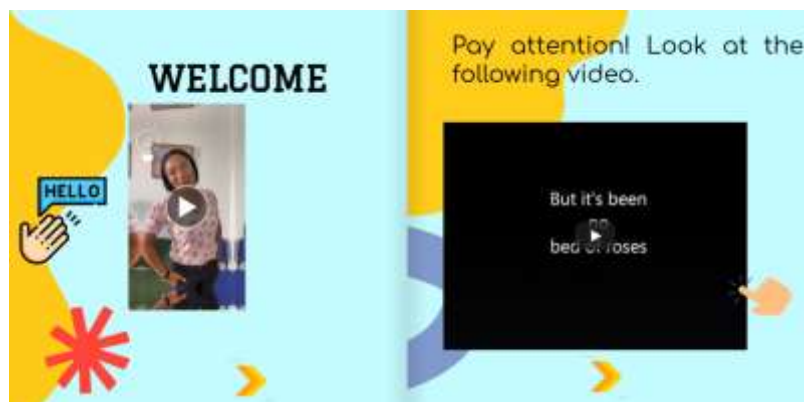 WELCOME
HELLO
Pay attention! Look at the
following video.
But it's been
no
bed of roses